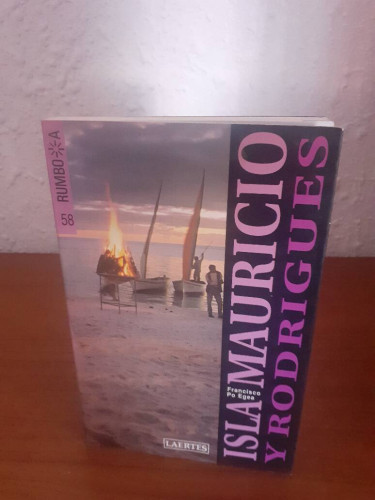 RUMBO A
58
ISLA MAURICIO
Y RODRIGUES
Francisco
Po Egea
LAERTES